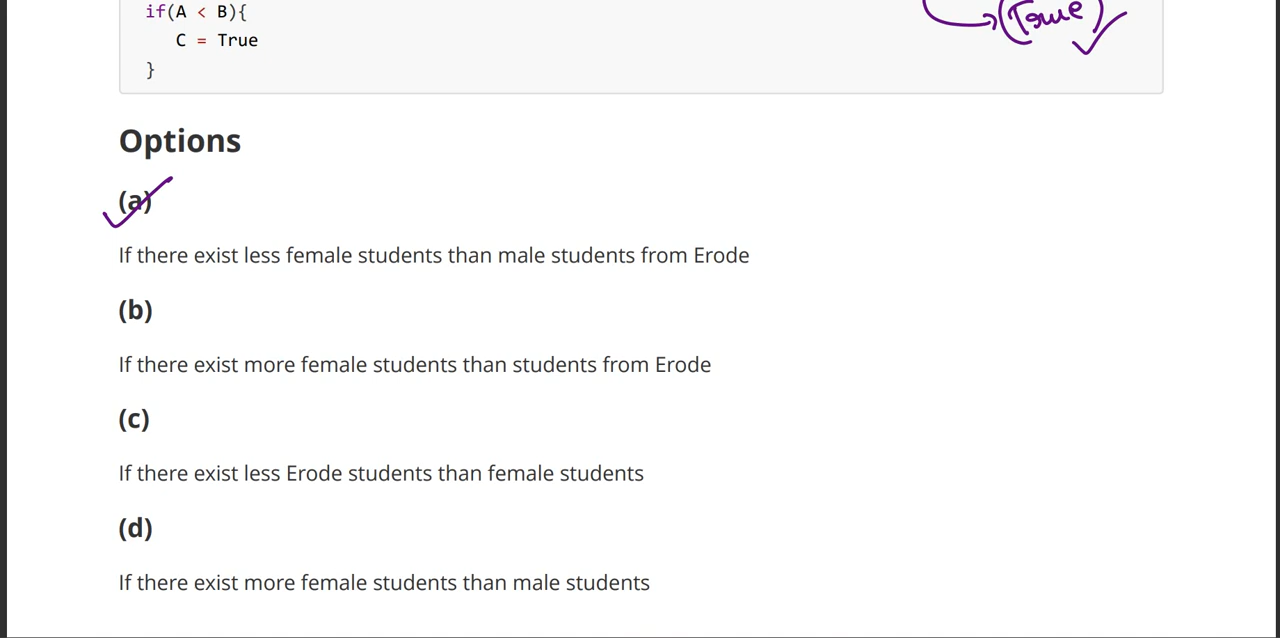 if(A < B){
True
C = True
}
Options
(a)
If there exist less female students than male students from Erode
(b)
If there exist more female students than students from Erode
(c)
If there exist less Erode students than female students
(d)
If there exist more female students than male students